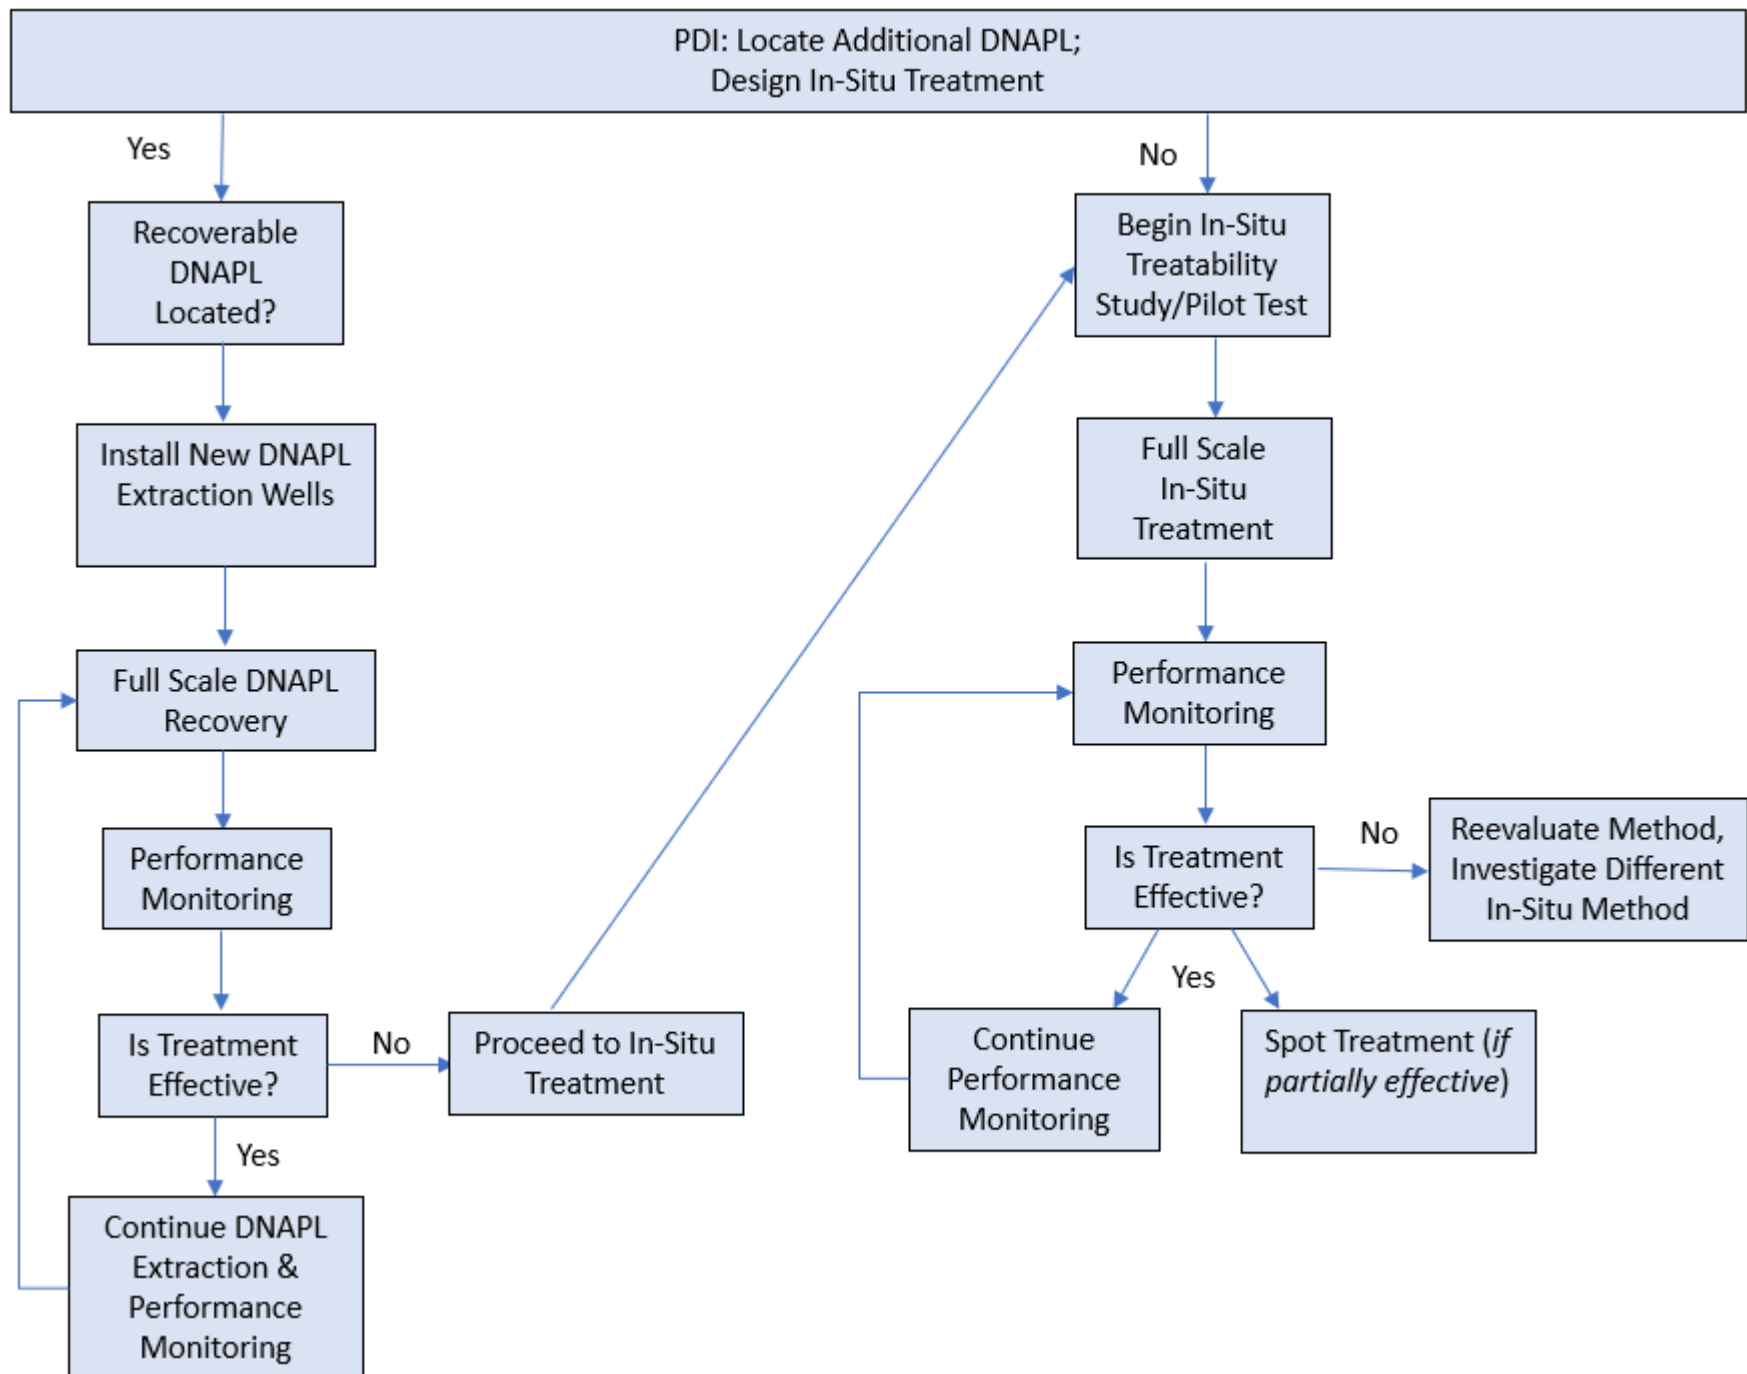 PDI: Locate Additional DNAPL;
Design In-Situ Treatment
Yes
No
Recoverable
DNAPL
Located?
Install New DNAPL
Extraction Wells
Full Scale DNAPL
Recovery
Performance
Monitoring
Is Treatment
Effective?
No
Proceed to In-Situ
Treatment
Yes
Continue DNAPL
Extraction &
Performance
Monitoring
Begin In-Situ
Treatability
Study/Pilot Test
Full Scale
In-Situ
Treatment
Performance
Monitoring
Is Treatment
Effective?
No
Reevaluate Method,
Investigate Different
In-Situ Method
Yes
Continue
Performance
Monitoring
Spot Treatment (if
partially effective)